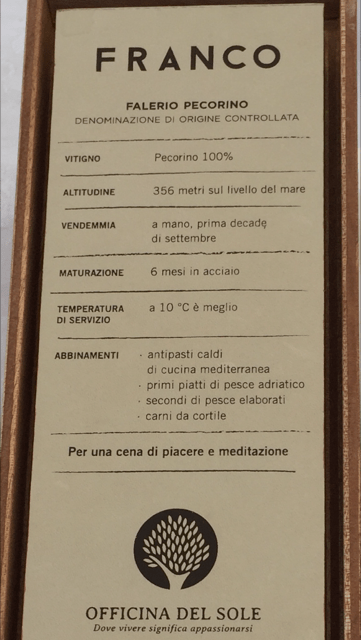 FRANCO
FALERIO PECORINO
DENOMINAZIONE DI ORIGINE CONTROLLATA
VITIGNO Pecorino 100%
ALTITUDINE 356 metri sul livello del mare
VENDEMMIA a mano, prima decade
di settembre
MATURAZIONE 6 mesi in acciaio
TEMPERATURA a 10 °C è meglio
DI SERVIZIO
ABBINAMENTI · antipasti caldi
di cucina mediterranea
· primi piatti di pesce adriatico
· secondi di pesce elaborati
· carni da cortile
Per una cena di piacere e meditazione
OFFICINA DEL SOLE
Dove vivere significa appassionarsi